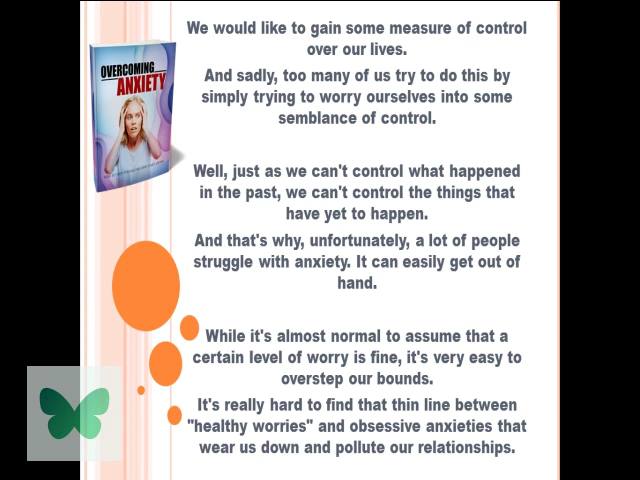 OVERCOMING
ANXIETY
We would like to gain some measure of control
over our lives.
And sadly, too many of us try to do this by
simply trying to worry ourselves into some
semblance of control.
Well, just as we can't control what happened
in the past, we can't control the things that
have yet to happen.
And that's why, unfortunately, a lot of people
struggle with anxiety. It can easily get out of
hand.
While it's almost normal to assume that a
certain level of worry is fine, it's very easy to
overstep our bounds.
It's really hard to find that thin line between
"healthy worries" and obsessive anxieties that
wear us down and pollute our relationships.